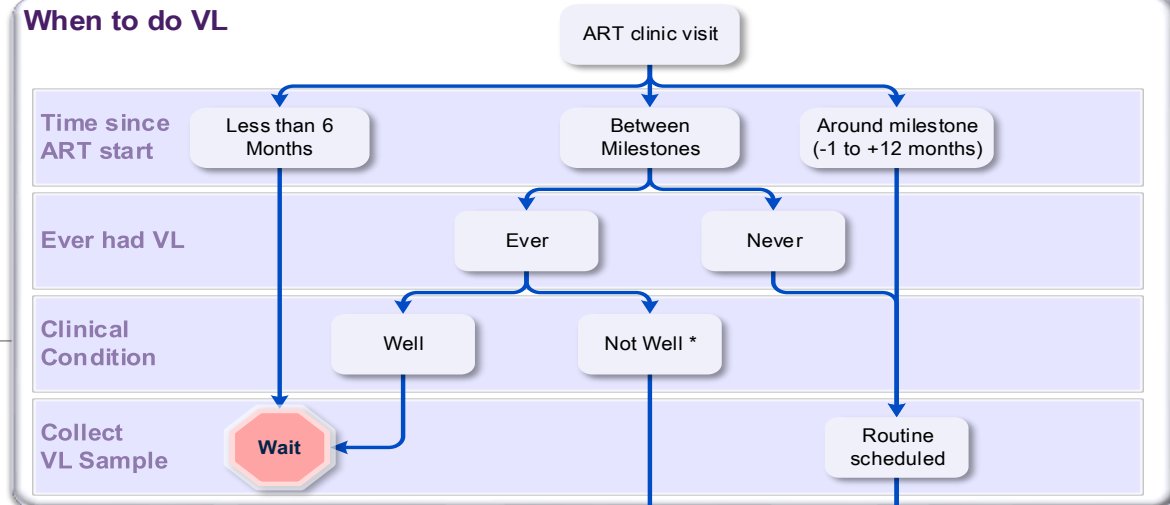 When to do VL
ART clinic visit
Time since
ART start
Less than 6
Months
Between
Milestones
Around milestone
(-1 to +12 months)
Ever had VL
Ever
Never
Clinical
Condition
Well
Not Well *
Collect
VL Sample
Wait
Routine
scheduled